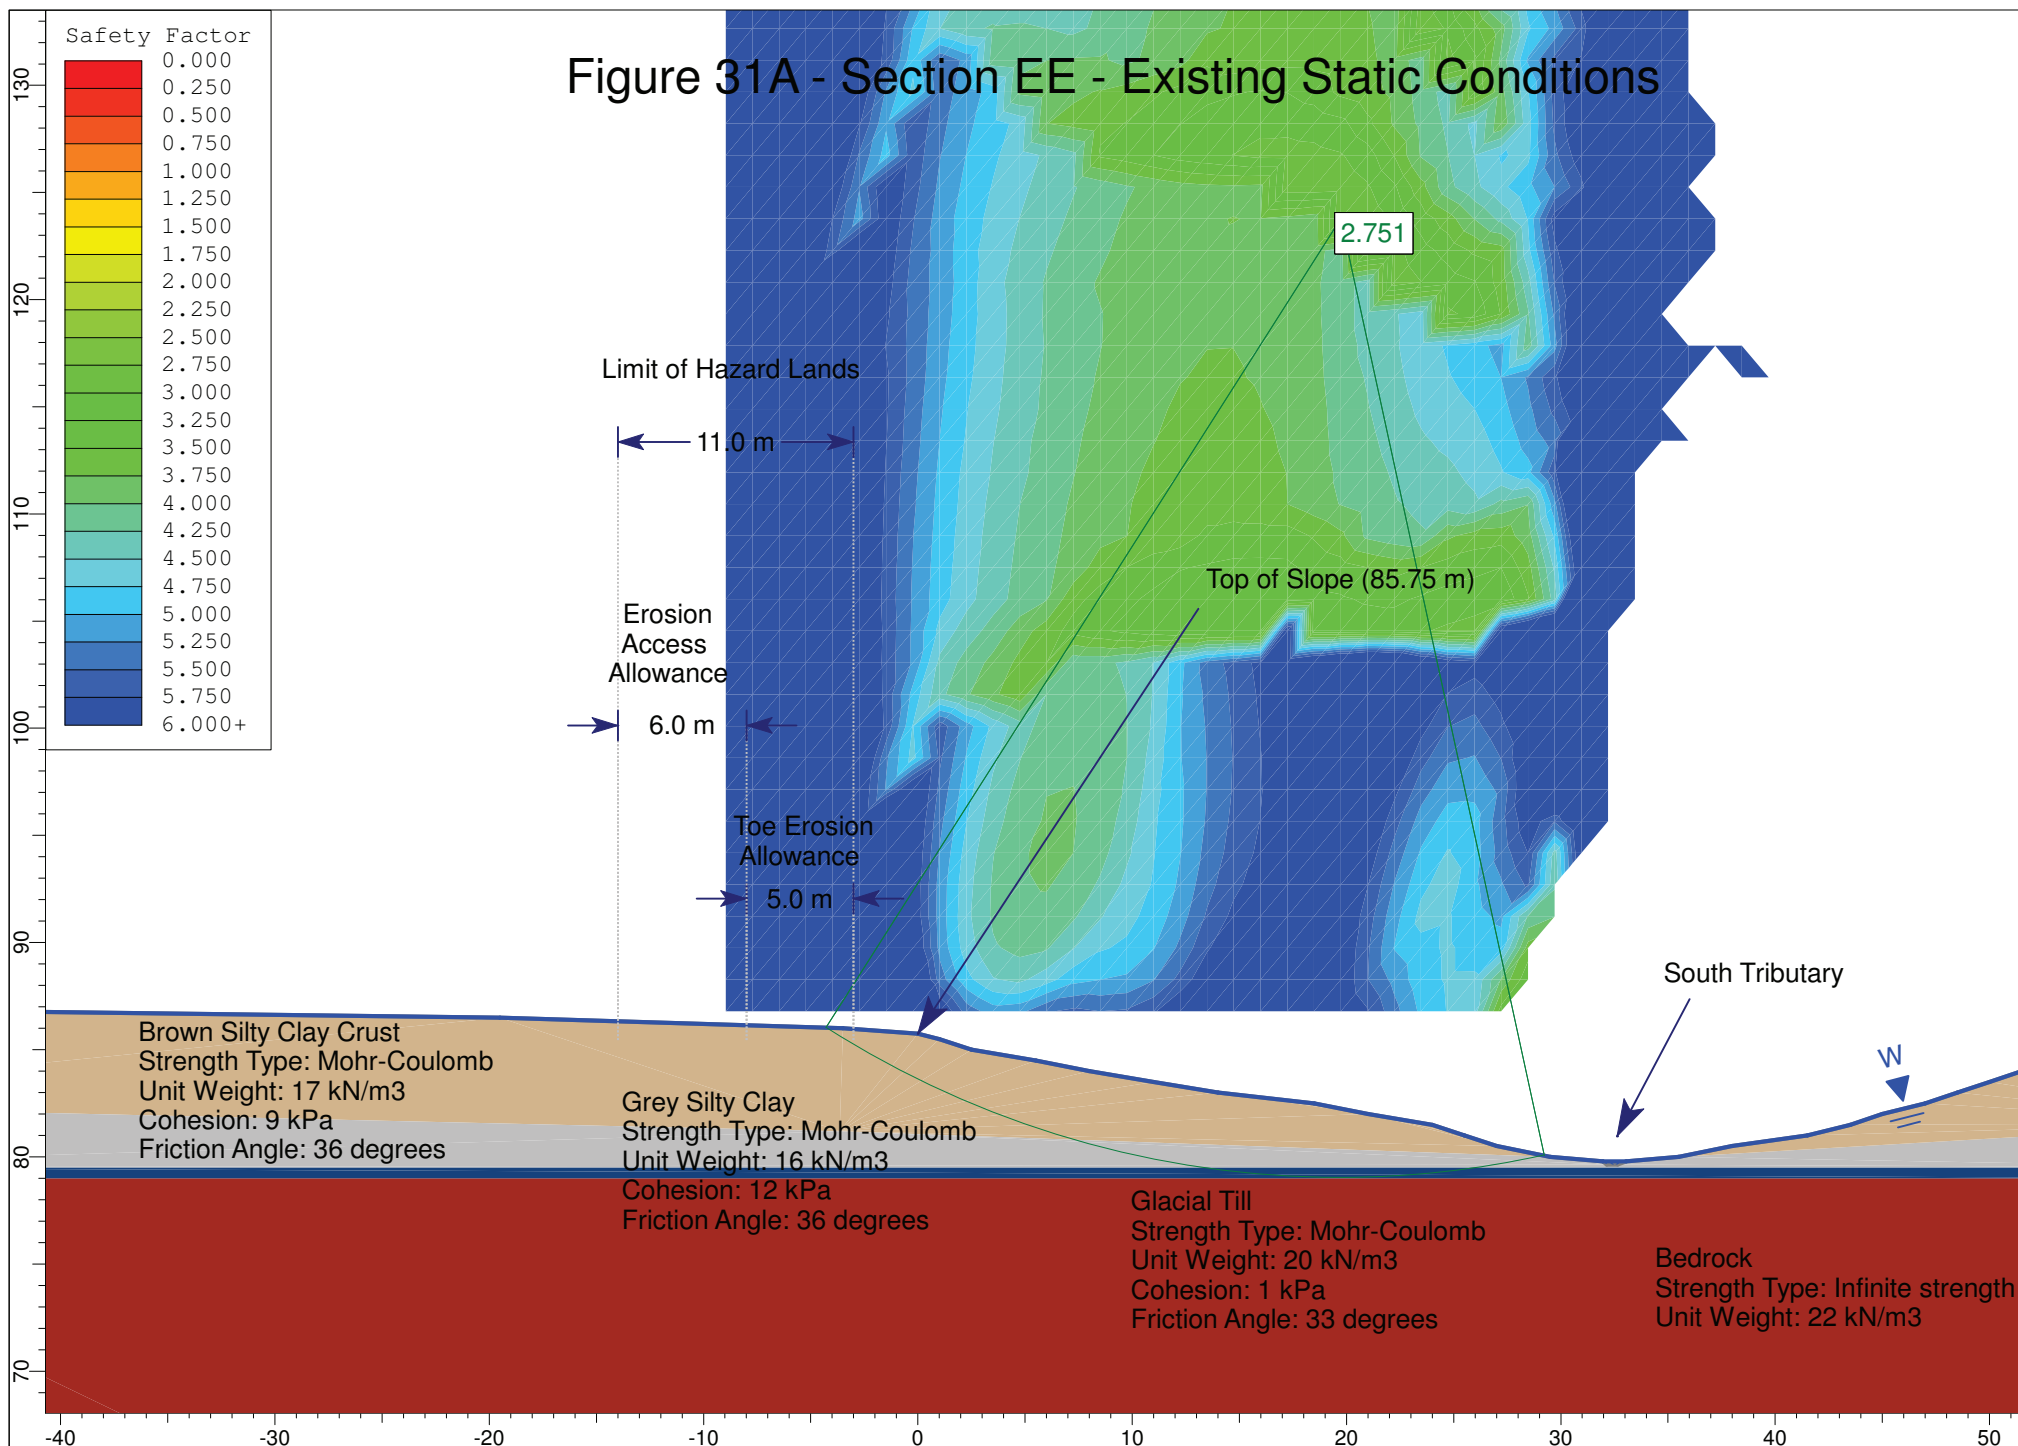 Figure 31A - Section EE - Existing Static Conditions
Safety Factor
0.000
0.250
0.500
0.750
1.000
1.250
1.500
1.750
2.000
2.250
2.500
2.750
3.000
3.250
3.500
3.750
4.000
4.250
4.500
4.750
5.000
5.250
5.500
5.750
6.000+
130
120
110
100
90
80
70
2.751
Limit of Hazard Lands
11.0 m
Top of Slope (85.75 m)
Erosion
Access
Allowance
6.0 m
Toe Erosion
Allowance
5.0 m
South Tributary
W
Brown Silty Clay Crust
Strength Type: Mohr-Coulomb
Unit Weight: 17 kN/m3
Cohesion: 9 kPa
Friction Angle: 36 degrees
Grey Silty Clay
Strength Type: Mohr-Coulomb
Unit Weight: 16 kN/m3
Cohesion: 12 kPa
Friction Angle: 36 degrees
Glacial Till
Strength Type: Mohr-Coulomb
Unit Weight: 20 kN/m3
Cohesion: 1 kPa
Friction Angle: 33 degrees
Bedrock
Strength Type: Infinite strength
Unit Weight: 22 kN/m3
-40 -30 -20 -10 0 10 20 30 40 50